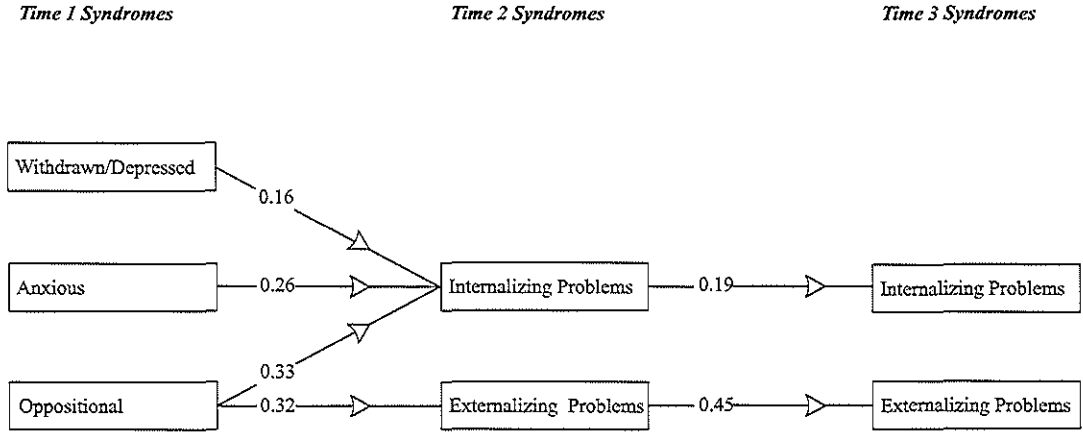 Time 1 Syndromes
Time 2 Syndromes
Time 3 Syndromes
Withdrawn/Depressed
0.16
Anxious
0.26
Internalizing Problems
0.19
Internalizing Problems
0.33
Oppositional
0.32
Externalizing Problems
0.45
Externalizing Problems